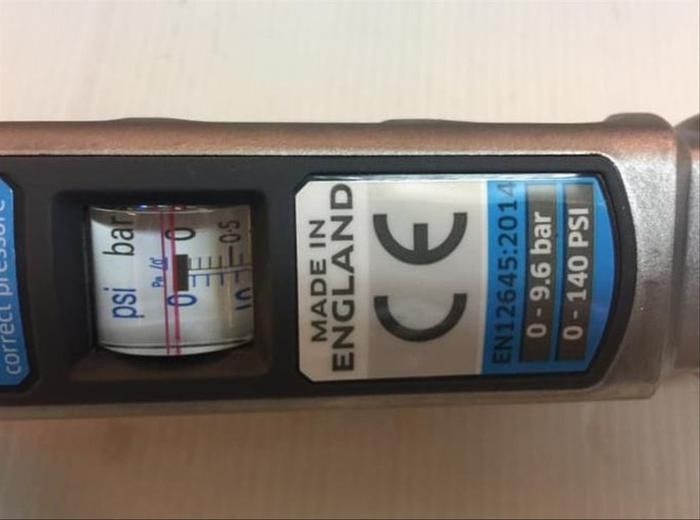 correct pressure
psi bar
0 0
10 0·5
MADE IN
ENGLAND
CE
EN12645:2014
0 - 9.6 bar
0 - 140 PSI